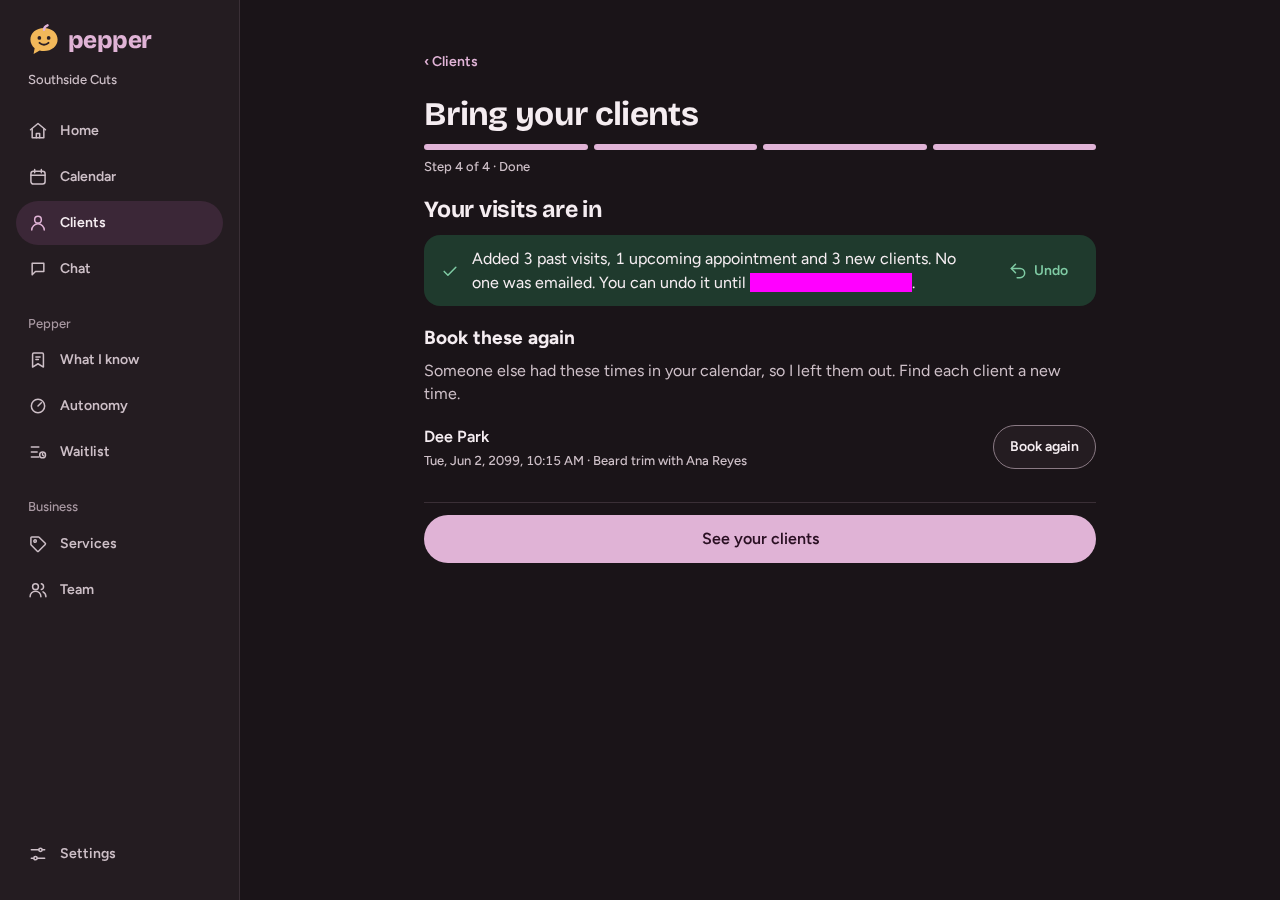 pepper
Southside Cuts
Home
Calendar
Clients
Chat
Pepper
What I know
Autonomy
Waitlist
Business
Services
Team
Settings
‹ Clients
Bring your clients
Step 4 of 4 · Done
Your visits are in
Added 3 past visits, 1 upcoming appointment and 3 new clients. No
one was emailed. You can undo it until .
Undo
Book these again
Someone else had these times in your calendar, so I left them out. Find each client a new
time.
Dee Park
Tue, Jun 2, 2099, 10:15 AM · Beard trim with Ana Reyes
Book again
See your clients